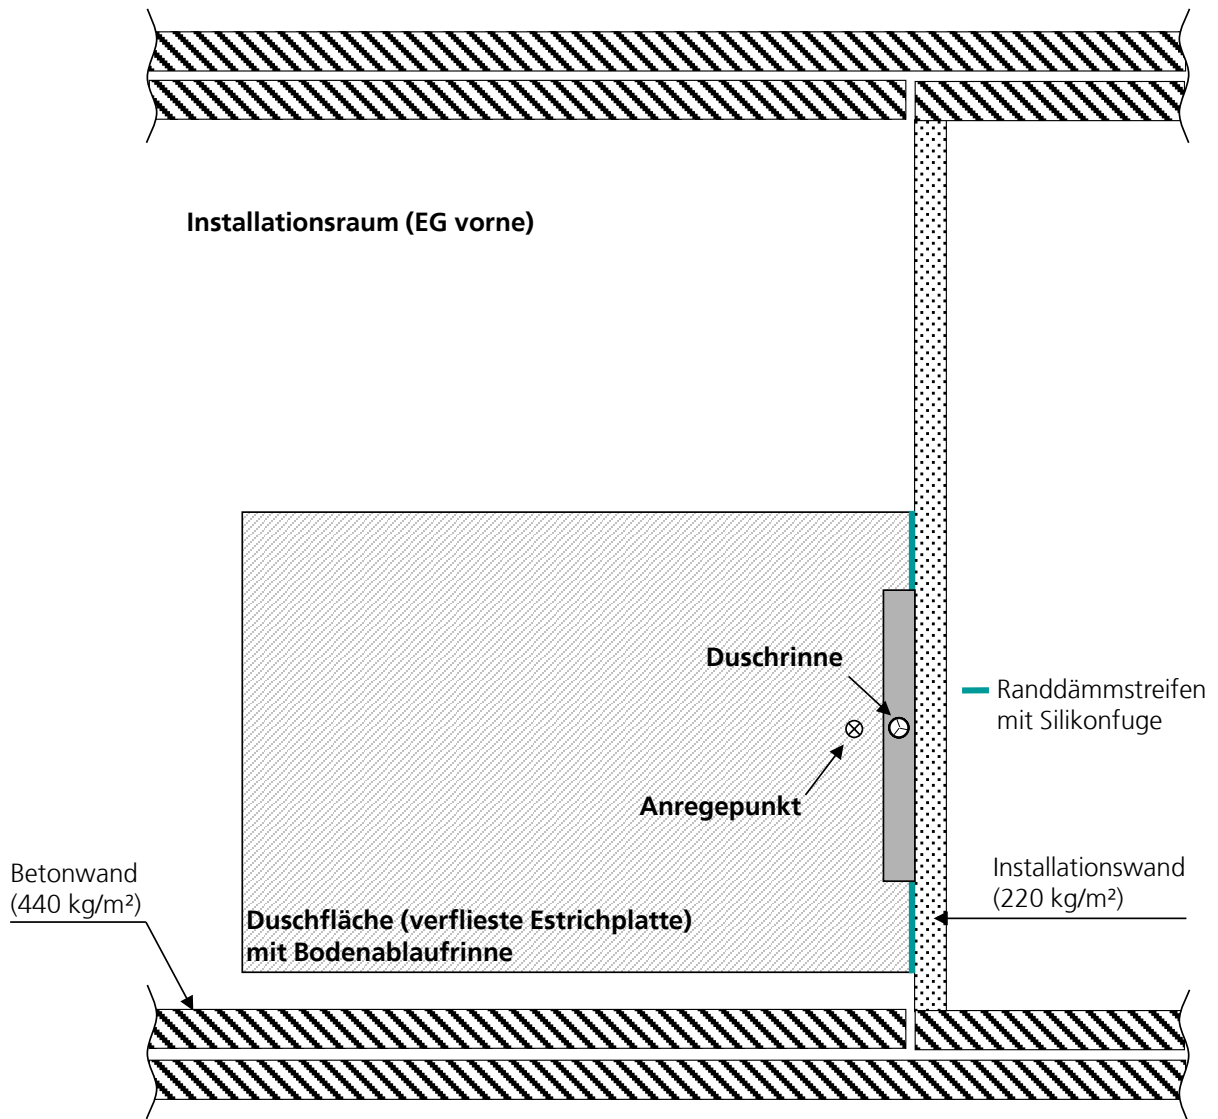 Installationsraum (EG vorne)
Duschrinne
Randdämmstreifen
mit Silikonfuge
Anregepunkt
Betonwand
(440 kg/m²)
Installationswand
(220 kg/m²)
Duschfläche (verflieste Estrichplatte)
mit Bodenablaufrinne